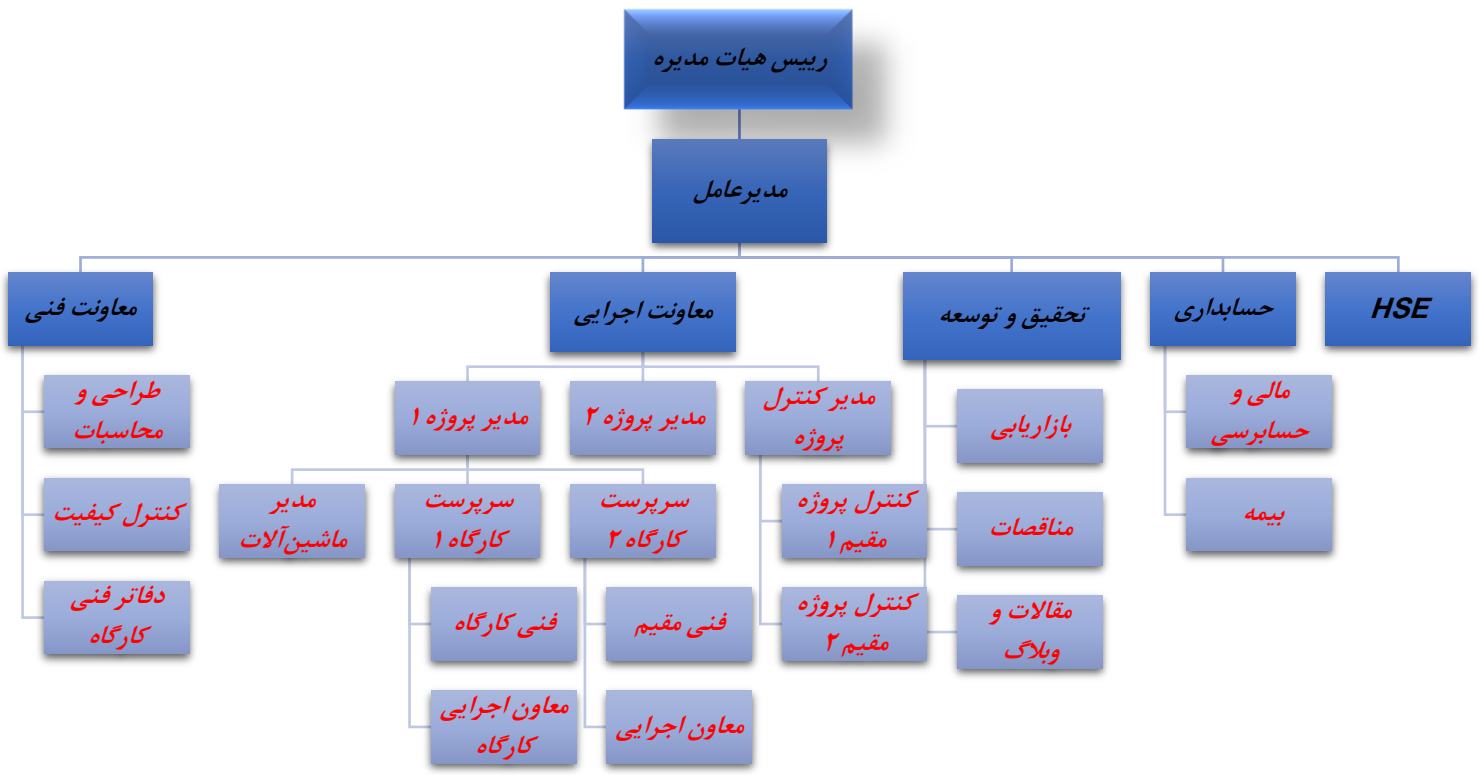 رییس هیات مدیره
مدیرعامل
HSE
حسابداری
تحقیق و توسعه
معاونت اجرایی
معاونت فنی
مالی و
حسابرسی
بیمه
بازاریابی
مناقصات
مقالات و
وبلاگ
مدیر کنترل
پروژه
مدیر پروژه ۲
مدیر پروژه ۱
کنترل پروژه
مقیم ۱
کنترل پروژه
مقیم ۲
سرپرست
کارگاه ۲
سرپرست
کارگاه ۱
مدیر
ماشین‌آلات
فنی مقیم
معاون اجرایی
فنی کارگاه
معاون اجرایی
کارگاه
طراحی و
محاسبات
کنترل کیفیت
دفاتر فنی
کارگاه